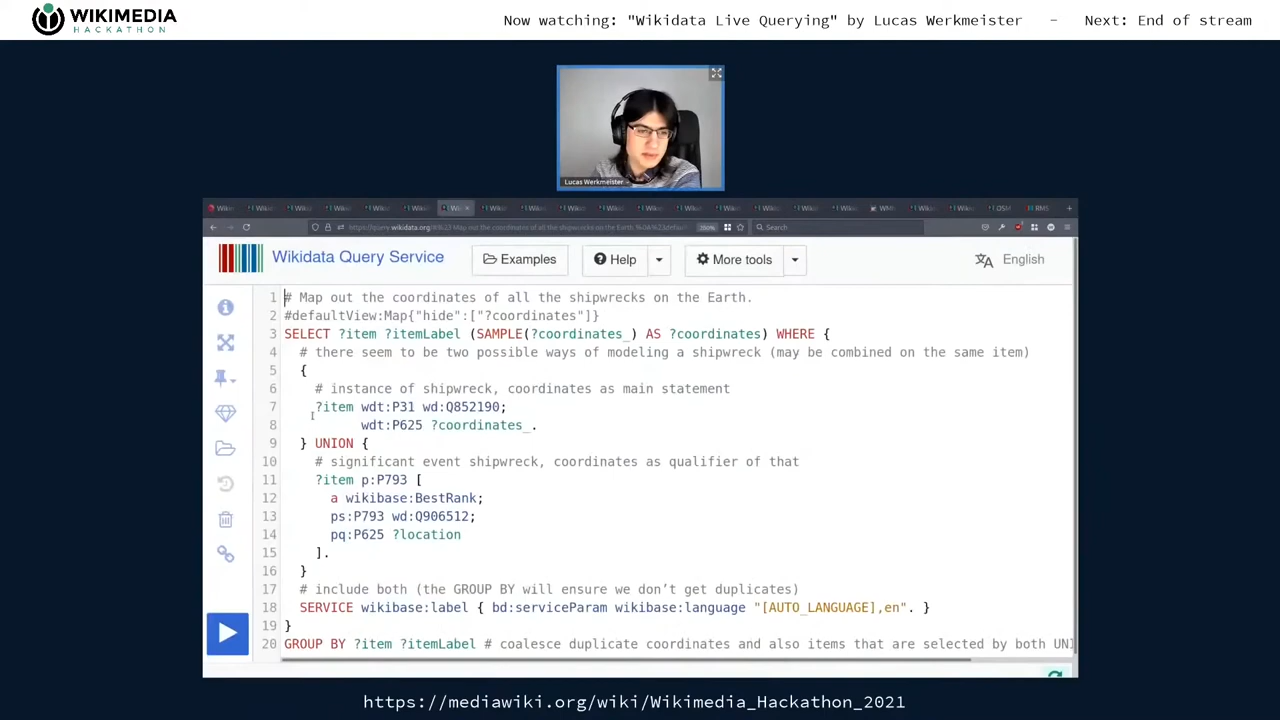 WIKIMEDIA
HACKATHON
Now watching: "Wikidata Live Querying" by Lucas Werkmeister - Next: End of stream
Lucas Werkmeister
Search
Wikidata Query Service
Examples
Help
More tools
English
1 # Map out the coordinates of all the shipwrecks on the Earth.
2 #defaultView:Map{"hide":["?coordinates"]}
3 SELECT ?item ?itemLabel (SAMPLE(?coordinates_) AS ?coordinates) WHERE {
4 # there seem to be two possible ways of modeling a shipwreck (may be combined on the same item)
5 {
6 # instance of shipwreck, coordinates as main statement
7 ?item wdt:P31 wd:Q852190;
8 wdt:P625 ?coordinates_.
9 } UNION {
10 # significant event shipwreck, coordinates as qualifier of that
11 ?item p:P793 [
12 a wikibase:BestRank;
13 ps:P793 wd:Q906512;
14 pq:P625 ?location
15 ].
16 }
17 # include both (the GROUP BY will ensure we don't get duplicates)
18 SERVICE wikibase:label { bd:serviceParam wikibase:language "[AUTO_LANGUAGE],en". }
19 }
20 GROUP BY ?item ?itemLabel # coalesce duplicate coordinates and also items that are selected by both UNI
https://mediawiki.org/wiki/Wikimedia_Hackathon_2021